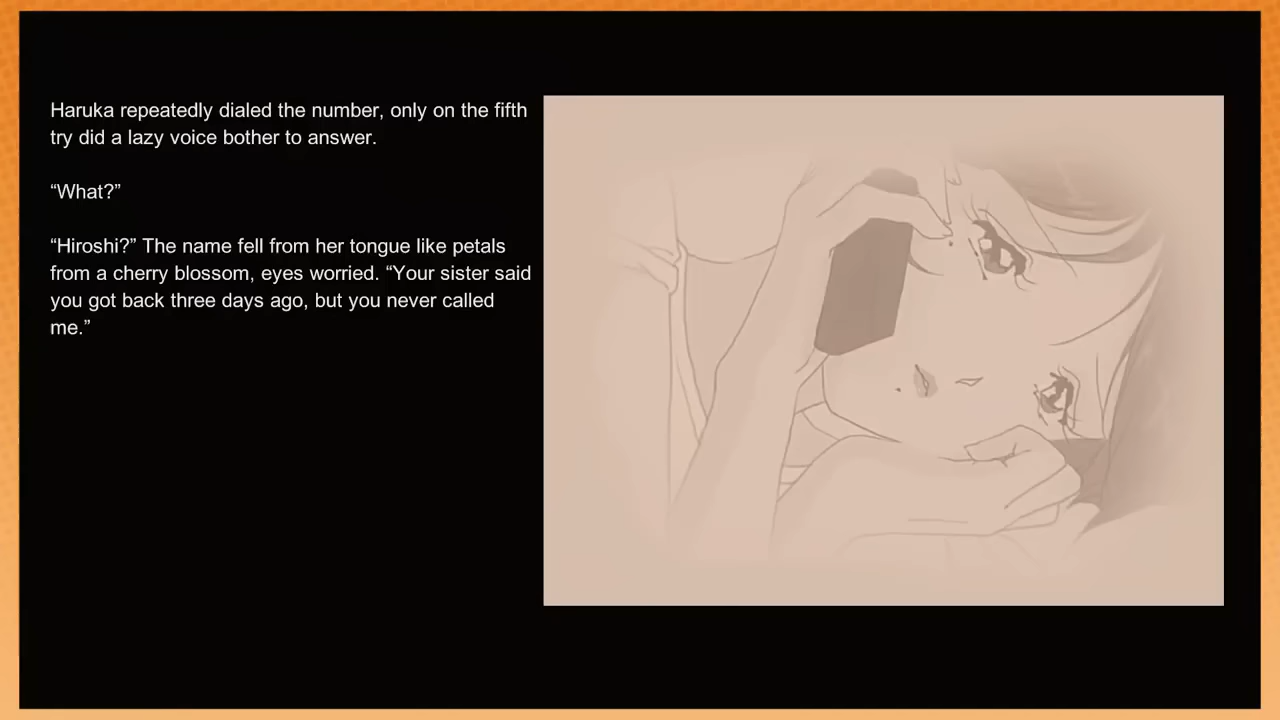 Haruka repeatedly dialed the number, only on the fifth
try did a lazy voice bother to answer.
“What?”
“Hiroshi?” The name fell from her tongue like petals
from a cherry blossom, eyes worried. “Your sister said
you got back three days ago, but you never called
me.”